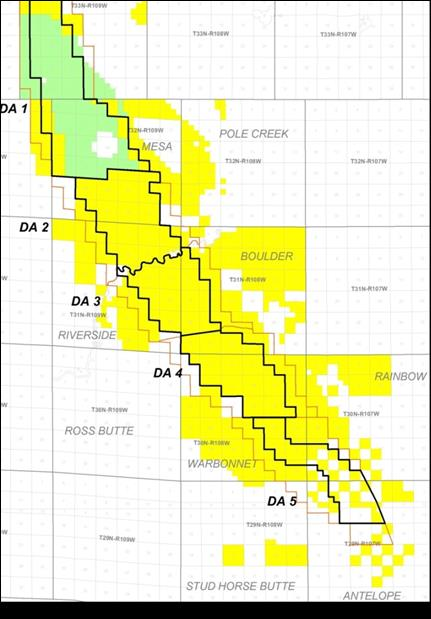 T33N-R109W
T33N-R108W
T33N-R107W
DA 1
T32N-R109W
POLE CREEK
MESA
T32N-R108W
T32N-R107W
DA 2
BOULDER
T31N-R108W
T31N-R107W
DA 3
T31N-R109W
RIVERSIDE
DA 4
RAINBOW
T30N-R109W
T30N-R107W
ROSS BUTTE
T30N-R108W
WARBONNET
DA 5
T29N-R108W
T29N-R109W
T29N-R107W
STUD HORSE BUTTE
ANTELOPE